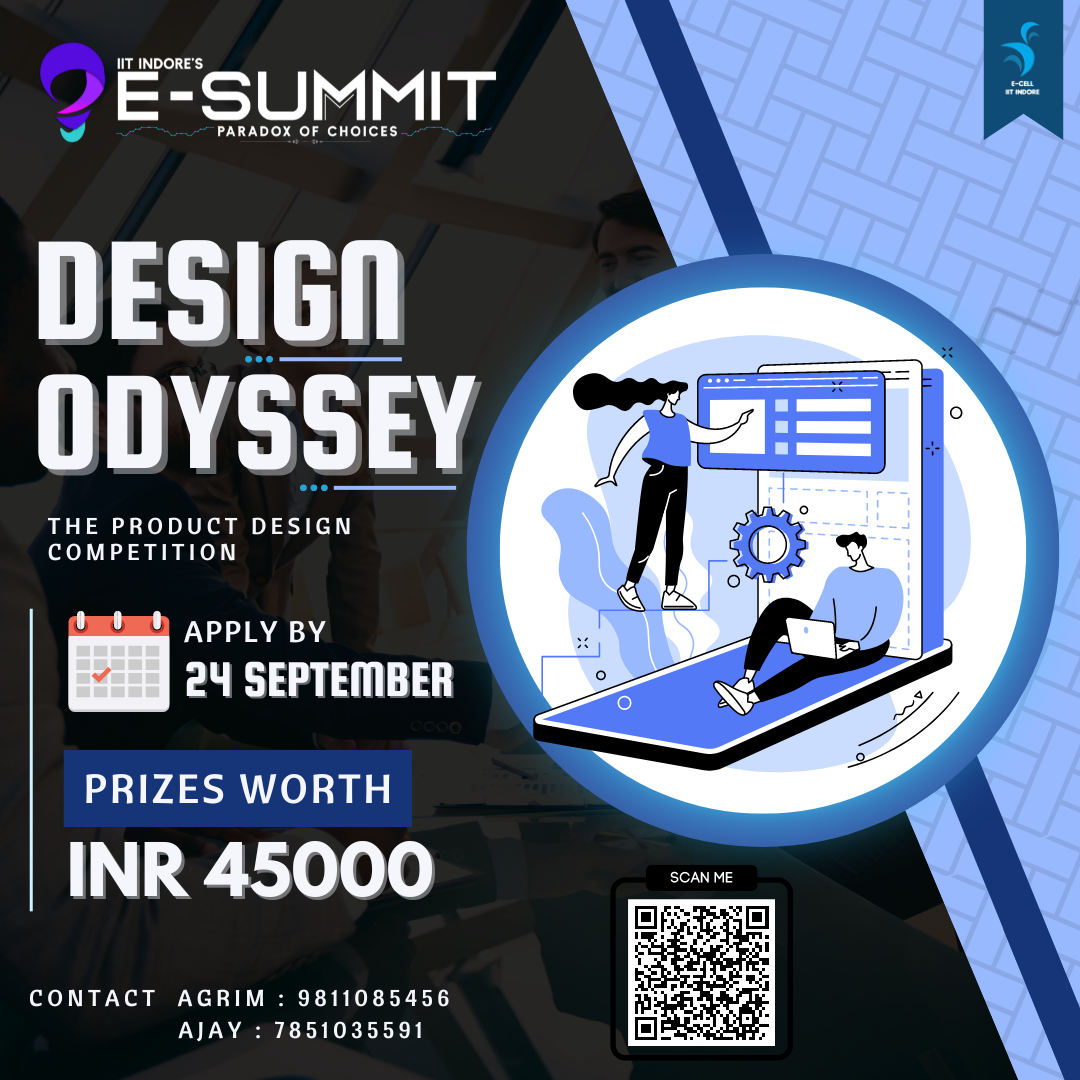 IIT INDORE'S
E-SUMMIT
PARADOX OF CHOICES
E-CELL
IIT INDORE
DESIGN
ODYSSEY
THE PRODUCT DESIGN
COMPETITION
APPLY BY
24 SEPTEMBER
PRIZES WORTH
INR 45000
SCAN ME
CONTACT AGRIM : 9811085456
AJAY : 7851035591